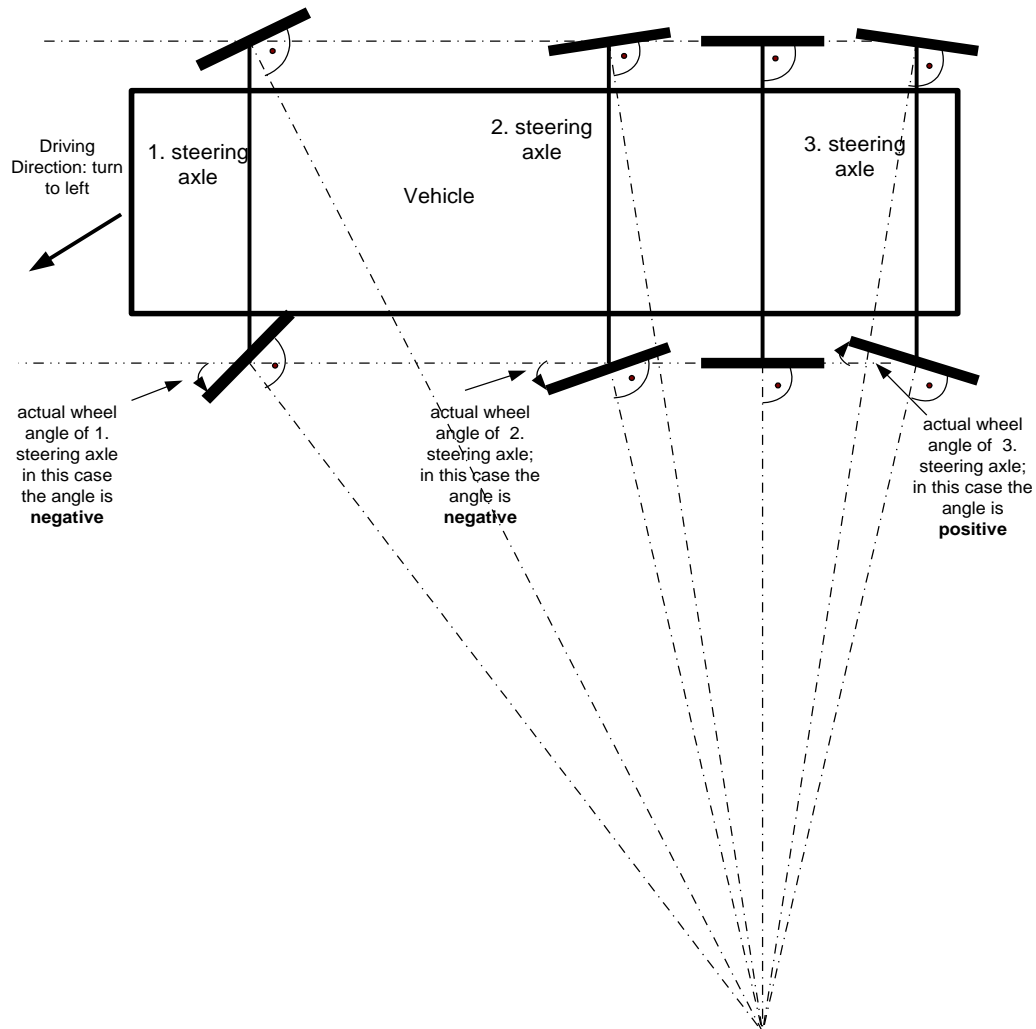 Driving
Direction: turn
to left
1. steering
axle
Vehicle
2. steering
axle
3. steering
axle
actual wheel
angle of 1.
steering axle
in this case
the angle is
negative
actual wheel
angle of 2.
steering axle;
in this case the
angle is
negative
actual wheel
angle of 3.
steering axle;
in this case the
angle is
positive